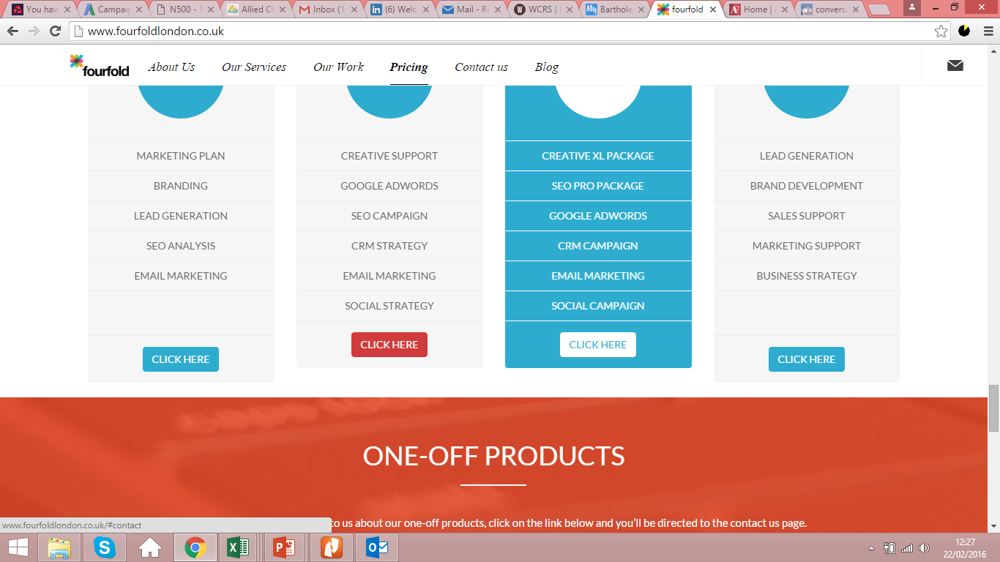 You hav
Campaig
N500 - T
Allied Cl
Inbox (1
(6) Welc
Mail - Ri
WCRS |
Barthole
fourfold
Home |
convers
www.fourfoldlondon.co.uk
fourfold
About Us
Our Services
Our Work
Pricing
Contact us
Blog
MARKETING PLAN
BRANDING
LEAD GENERATION
SEO ANALYSIS
EMAIL MARKETING
CLICK HERE
CREATIVE SUPPORT
GOOGLE ADWORDS
SEO CAMPAIGN
CRM STRATEGY
EMAIL MARKETING
SOCIAL STRATEGY
CLICK HERE
CREATIVE XL PACKAGE
SEO PRO PACKAGE
GOOGLE ADWORDS
CRM CAMPAIGN
EMAIL MARKETING
SOCIAL CAMPAIGN
CLICK HERE
LEAD GENERATION
BRAND DEVELOPMENT
SALES SUPPORT
MARKETING SUPPORT
BUSINESS STRATEGY
CLICK HERE
ONE-OFF PRODUCTS
to us about our one-off products, click on the link below and you'll be directed to the contact us page.
www.fourfoldlondon.co.uk/#contact
12:27
22/02/2016